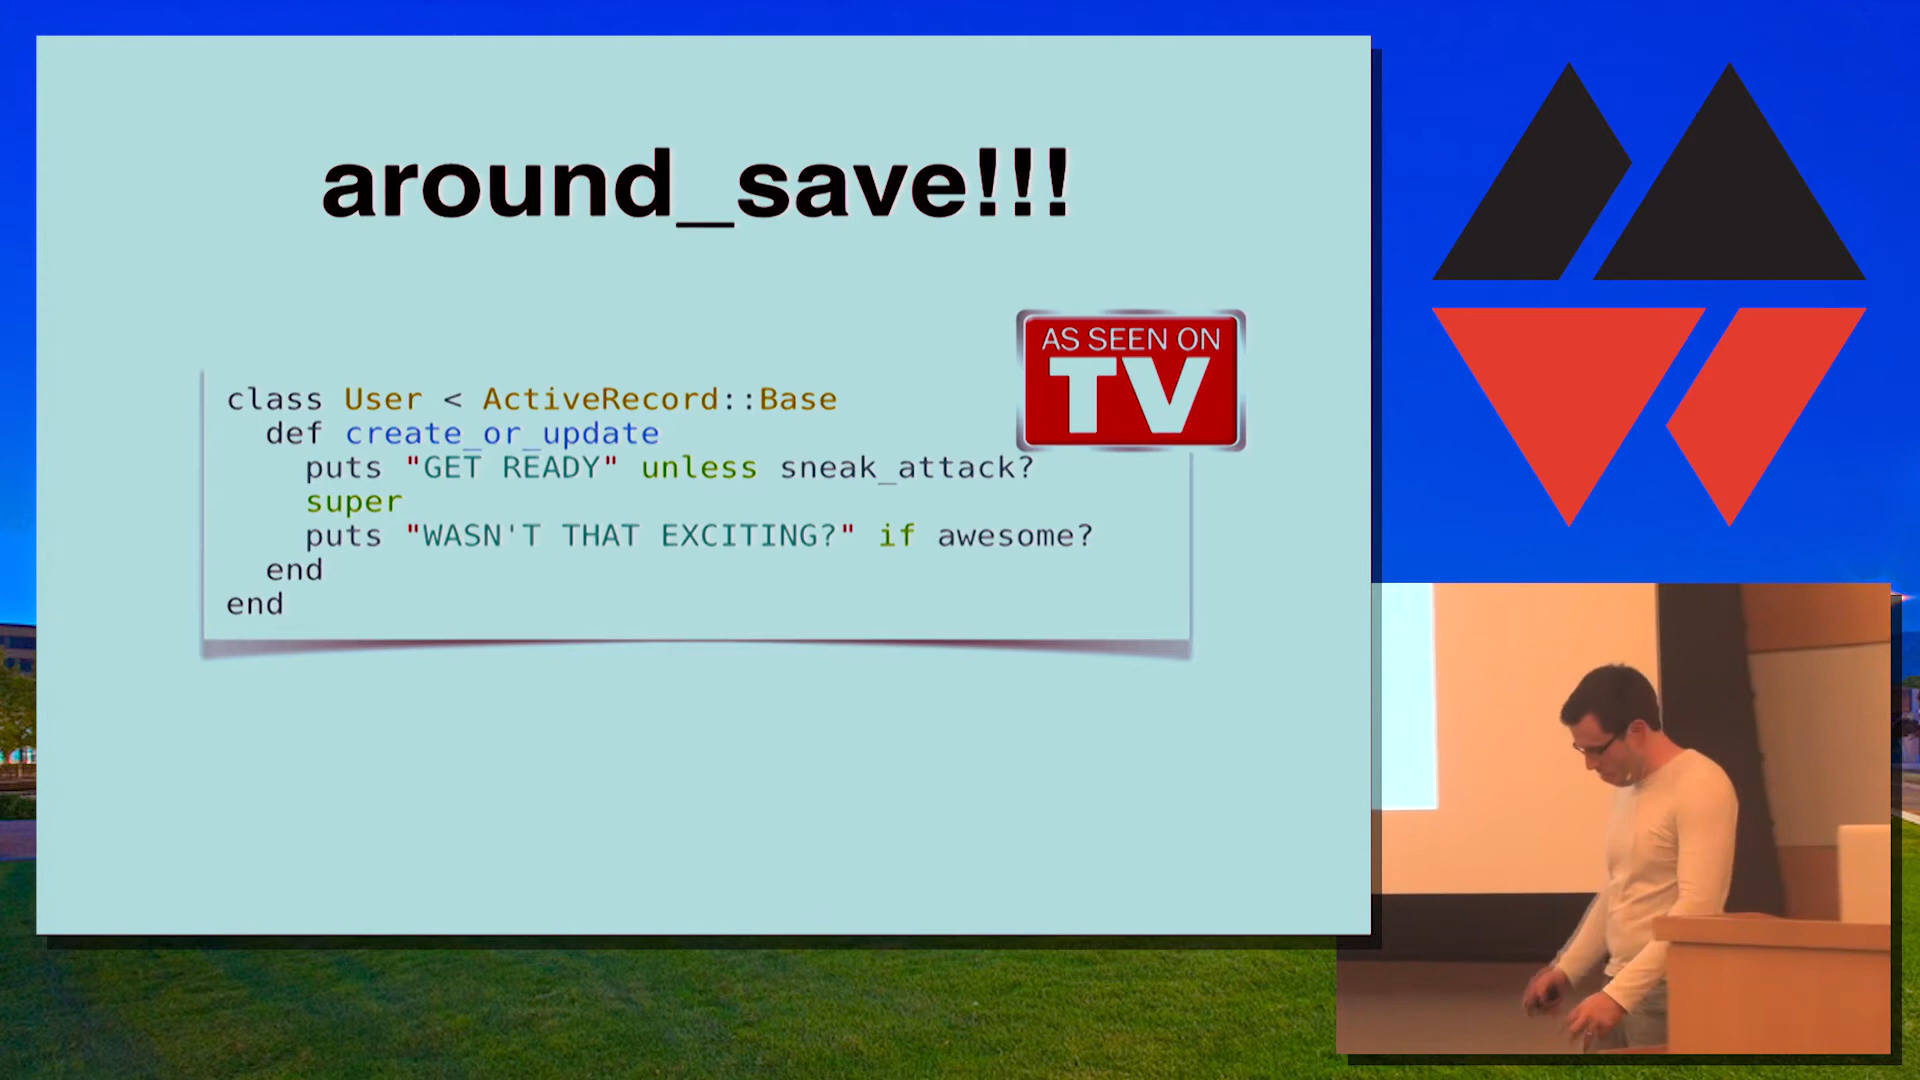 around_save!!!
AS SEEN ON
TV
class User < ActiveRecord::Base
  def create_or_update
    puts "GET READY" unless sneak_attack?
    super
    puts "WASN'T THAT EXCITING?" if awesome?
  end
end